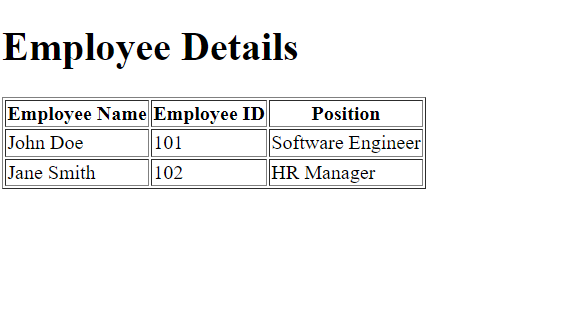 Employee Details
Employee Name Employee ID Position
John Doe 101 Software Engineer
Jane Smith 102 HR Manager